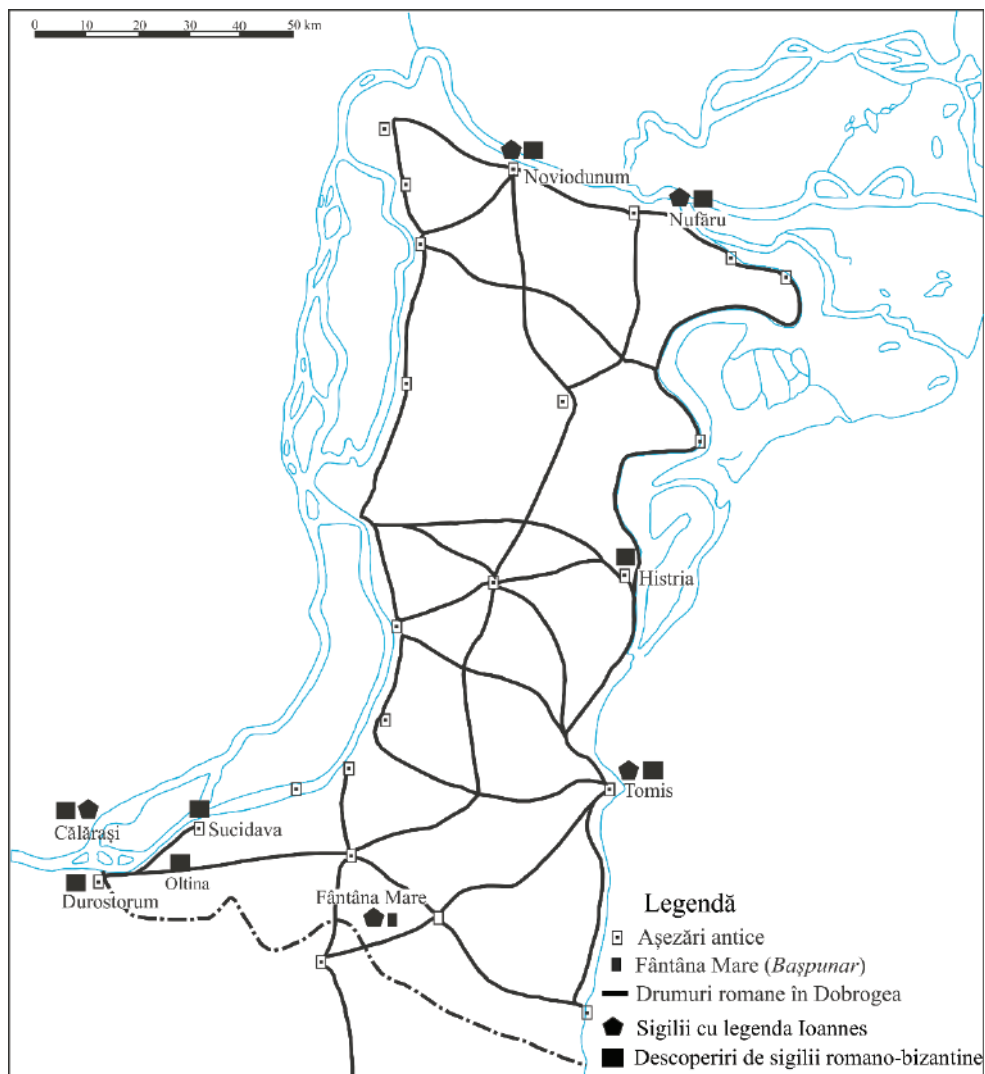 0 10 20 30 40 50 km
Noviodunum
Nufăru
Histria
Tomis
Călărași
Sucidava
Oltina
Durostorum
Fântâna Mare
Legendă
Așezări antice
Fântâna Mare (Bașpunar)
Drumuri romane în Dobrogea
Sigilii cu legenda Ioannes
Descoperiri de sigilii romano-bizantine